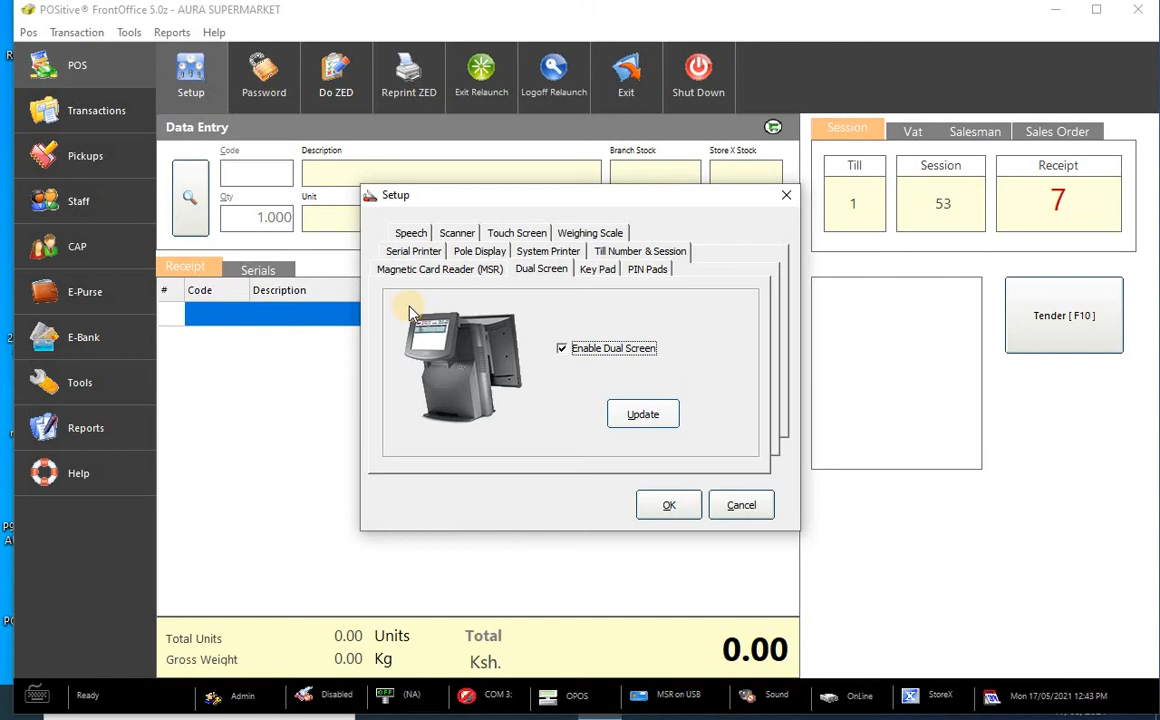 POSitive® FrontOffice 5.0z - AURA SUPERMARKET
Pos Transaction Tools Reports Help
POS
Transactions
Pickups
Staff
CAP
E-Purse
E-Bank
Tools
Reports
Help
Setup Password Do ZED Reprint ZED Exit Relaunch Logoff Relaunch Exit Shut Down
Data Entry
Code Description Branch Stock Store X Stock
Qty Unit
1.000
Receipt Serials
# Code Description
Setup
Speech Scanner Touch Screen Weighing Scale
Serial Printer Pole Display System Printer Till Number & Session
Magnetic Card Reader (MSR) Dual Screen Key Pad PIN Pads
Enable Dual Screen
Update
OK Cancel
Session Vat Salesman Sales Order
Till Session Receipt
1 53 7
Tender [ F10 ]
Total Units 0.00 Units Total
Gross Weight 0.00 Kg Ksh. 0.00
Ready Admin Disabled OFF (NA) COM 3: OPOS MSR on USB Sound OnLine StoreX Mon 17/05/2021 12:43 PM